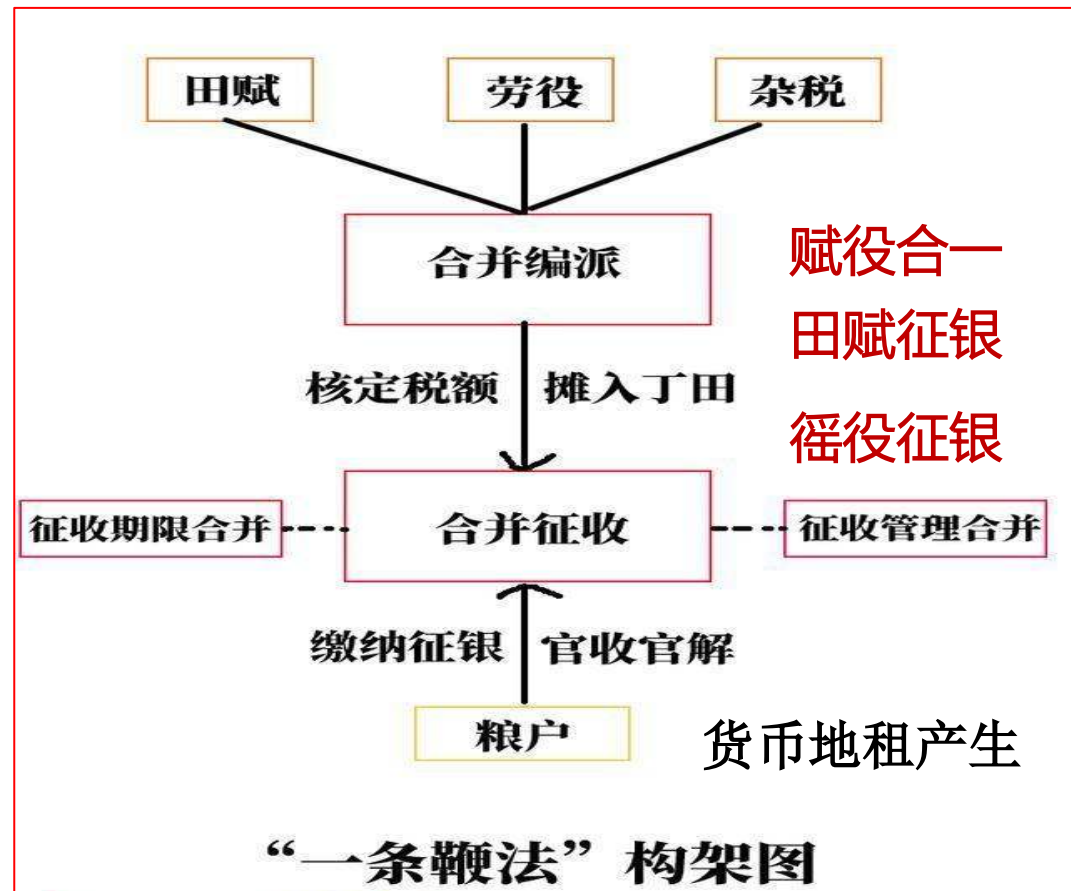 田赋
劳役
杂税
合并编派
赋役合一
田赋征银
核定税额
摊入丁田
徭役征银
征收期限合并
合并征收
征收管理合并
缴纳征银
官收官解
粮户
货币地租产生
“一条鞭法”构架图